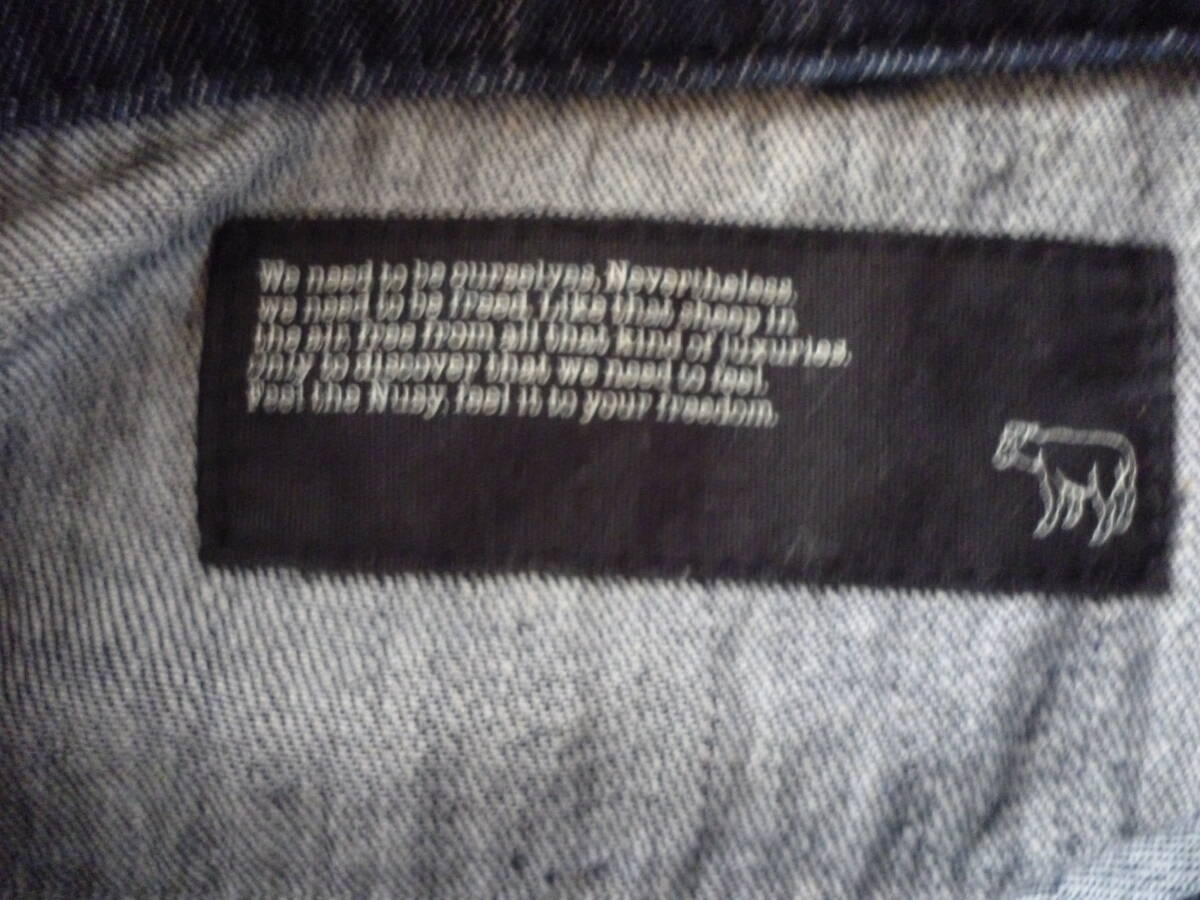 We need to be ourselves. Nevertheless,
we need to be freed. Like that sheep in
the pin free from all that kind of luxuries,
only to discover that we need to feel.
Feel the Nusy, feel it to your freedom.